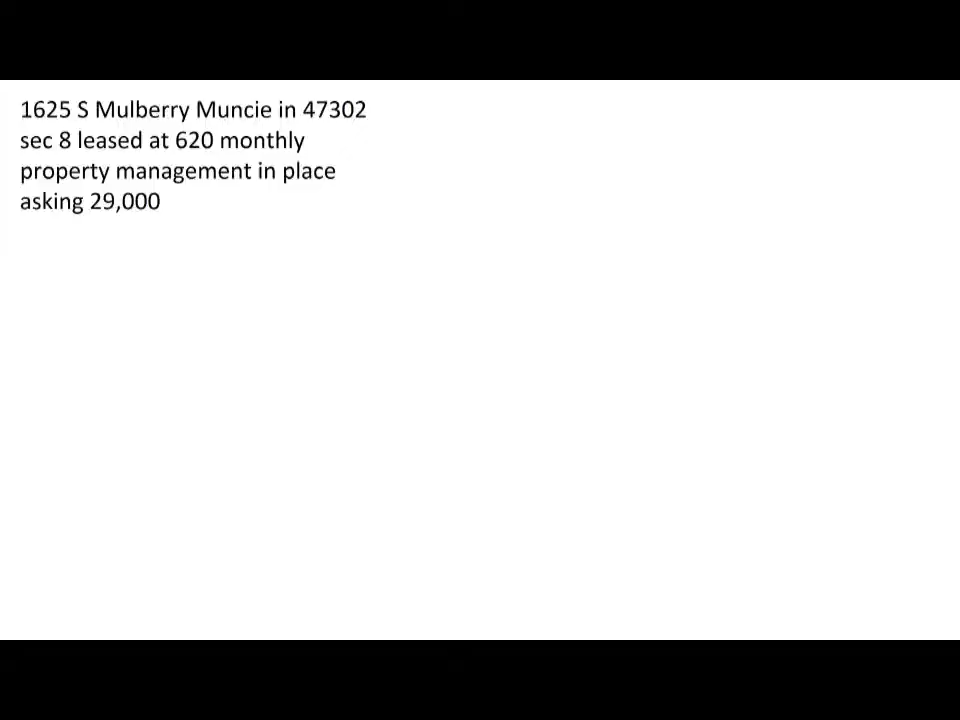 1625 S Mulberry Muncie in 47302
sec 8 leased at 620 monthly
property management in place
asking 29,000